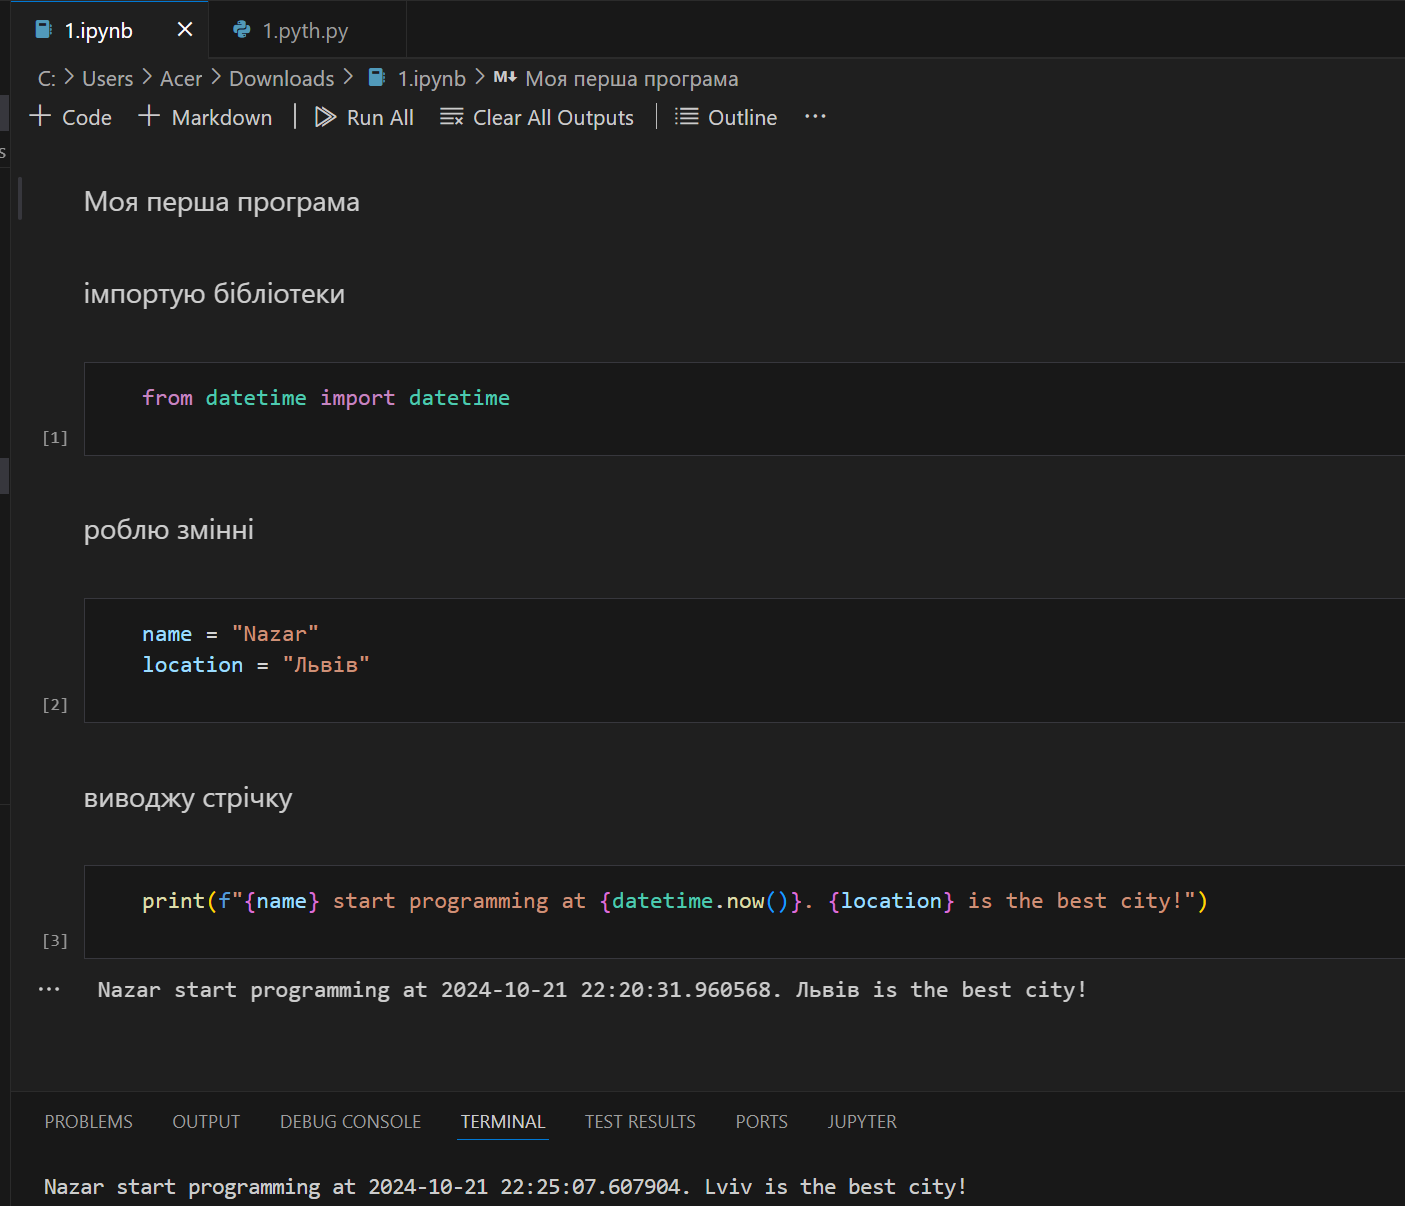 1.ipynb 1.pyth.py
C: > Users > Acer > Downloads > 1.ipynb > M↓ Моя перша програма
+ Code + Markdown | Run All Clear All Outputs | Outline ...
s
Моя перша програма
імпортую бібліотеки
from datetime import datetime
[1]
роблю змінні
name = "Nazar"
location = "Львів"
[2]
виводжу стрічку
print(f"{name} start programming at {datetime.now()}. {location} is the best city!")
[3]
... Nazar start programming at 2024-10-21 22:20:31.960568. Львів is the best city!
PROBLEMS OUTPUT DEBUG CONSOLE TERMINAL TEST RESULTS PORTS JUPYTER
Nazar start programming at 2024-10-21 22:25:07.607904. Lviv is the best city!